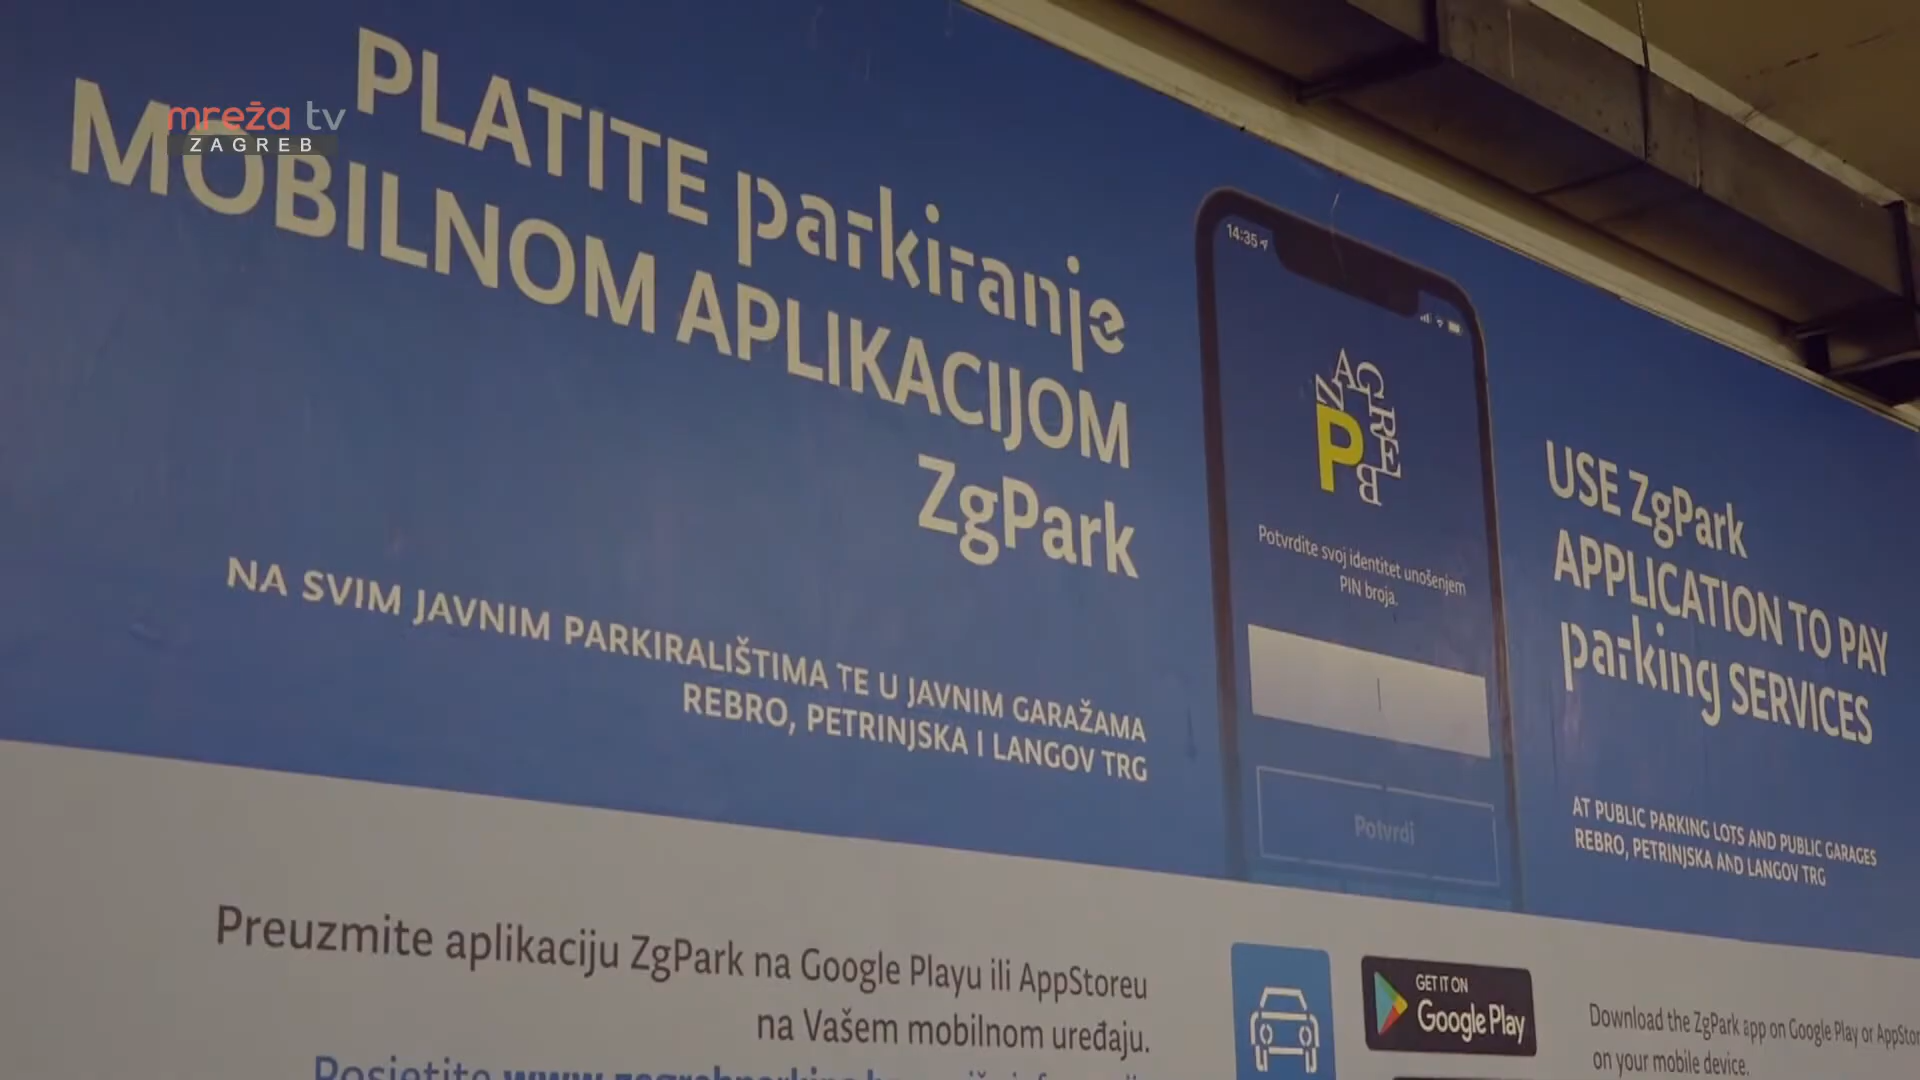 mreža tv
ZAGREB
PLATITE parkiranje
MOBILNOM APLIKACIJOM
ZgPark
NA SVIM JAVNIM PARKIRALIŠTIMA TE U JAVNIM GARAŽAMA
REBRO, PETRINJSKA I LANGOV TRG
14:35
ZAGREB
P
Potvrdite svoj identitet unošenjem
PIN broja.
Potvrdi
USE ZgPark
APPLICATION TO PAY
parking SERVICES
AT PUBLIC PARKING LOTS AND PUBLIC GARAGES
REBRO, PETRINJSKA AND LANGOV TRG
Preuzmite aplikaciju ZgPark na Google Playu ili AppStoreu
na Vašem mobilnom uređaju.
Posjetite
GET IT ON
Google Play
Download the ZgPark app on Google Play or AppStor
on your mobile device.